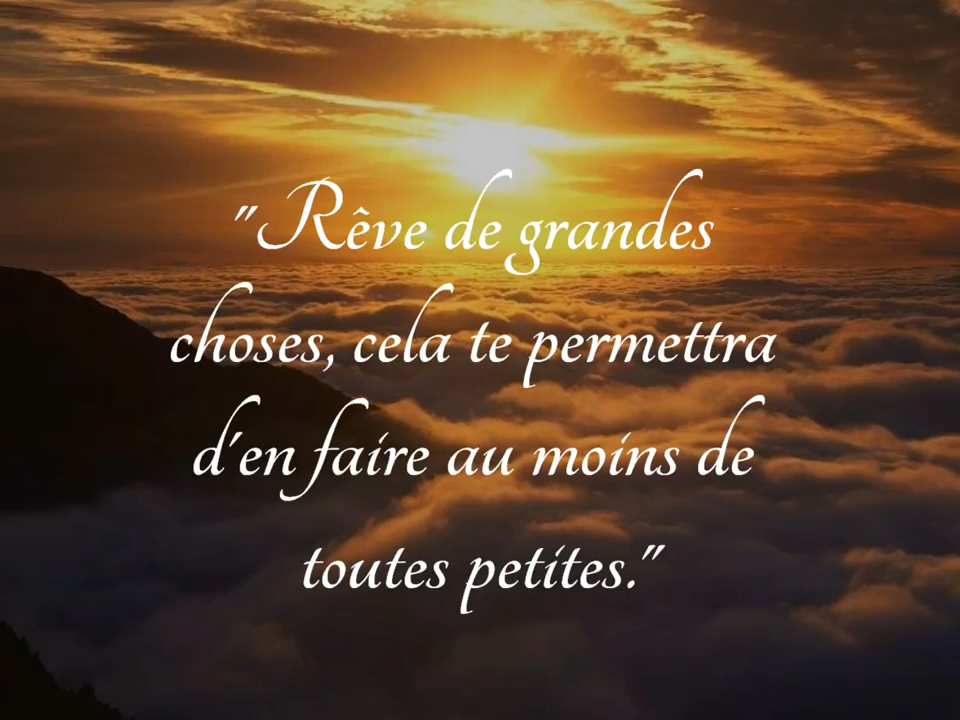 "Rêve de grandes
choses, cela te permettra
d'en faire au moins de
toutes petites."